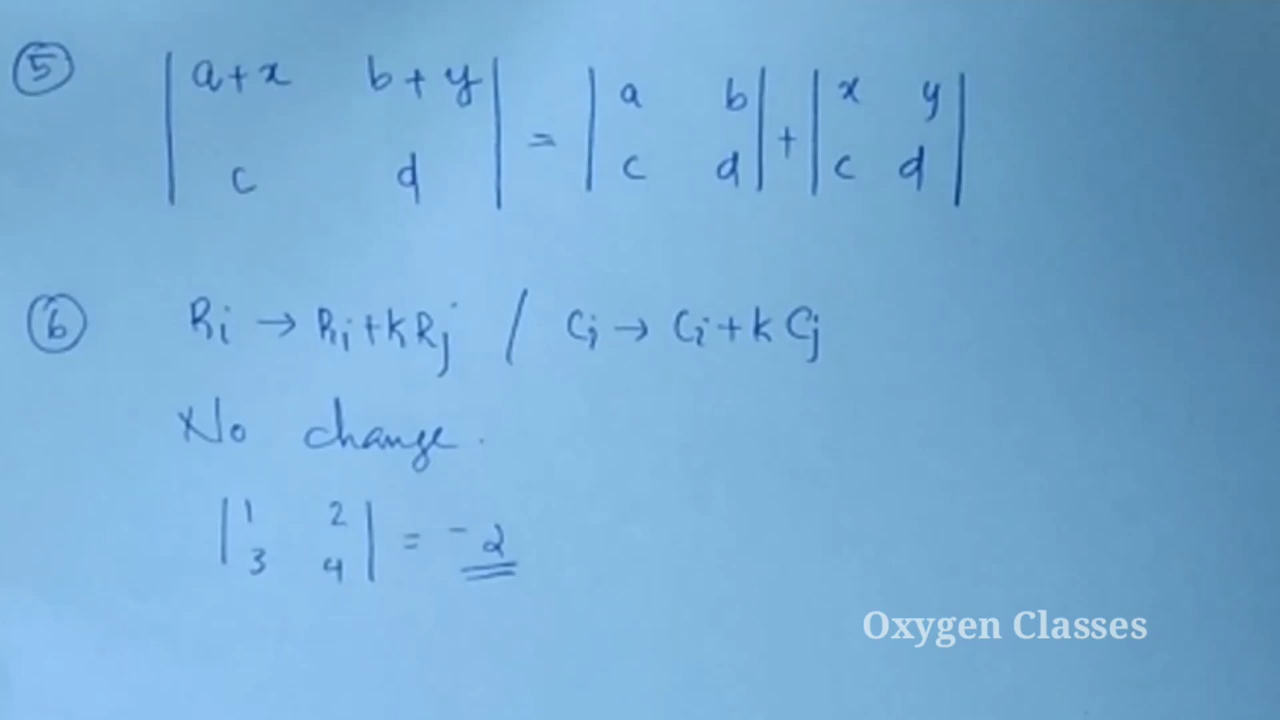 ⑤ | a+x b+y | = | a b | + | x y |
| c d | | c d | | c d |
⑥ Ri → Ri+kRj / Ci → Ci+kCj
No change.
| 1 2 | = -2
| 3 4 |
Oxygen Classes